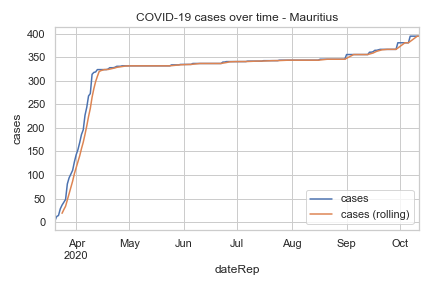 COVID-19 cases over time - Mauritius
400
350
300
250
200
150
100
50
0
cases
cases
cases (rolling)
Apr
2020
May
Jun
Jul
Aug
Sep
Oct
dateRep